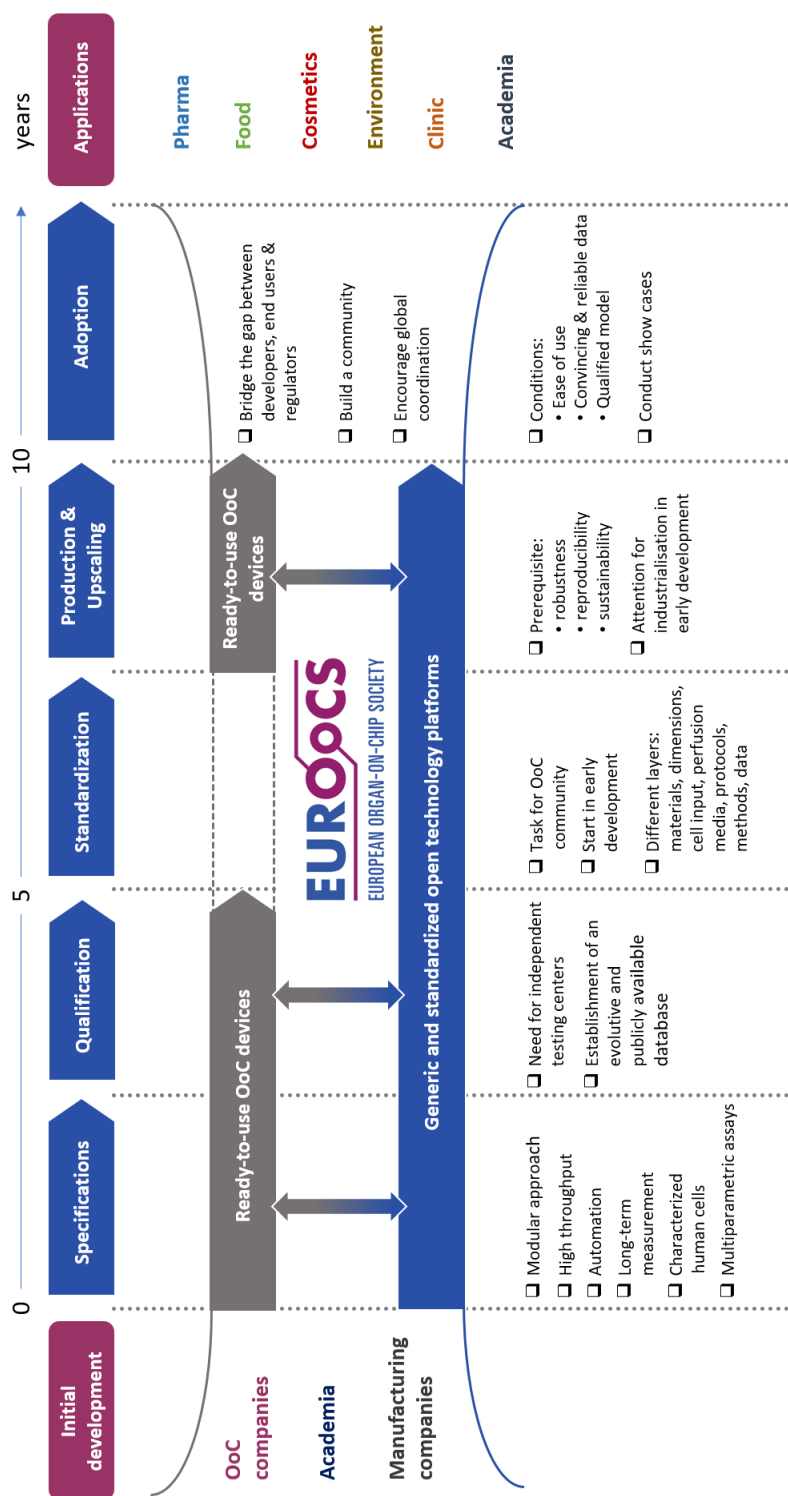 0
5
10
years
Initial
development
Specifications
Qualification
Standardization
Production &
Upscaling
Adoption
Applications
OoC
companies
Academia
Manufacturing
companies
Ready-to-use OoC devices
Ready-to-use OoC
devices
EUROoCS
EUROPEAN ORGAN-ON-CHIP SOCIETY
Generic and standardized open technology platforms
❑ Bridge the gap between
developers, end users &
regulators
❑ Build a community
❑ Encourage global
coordination
Pharma
Food
Cosmetics
Environment
Clinic
Academia
❑ Modular approach
❑ High throughput
❑ Automation
❑ Long-term
measurement
❑ Characterized
human cells
❑ Multiparametric assays
❑ Need for independent
testing centers
❑ Establishment of an
evolutive and
publicly available
database
❑ Task for OoC
community
❑ Start in early
development
❑ Different layers:
materials, dimensions,
cell input, perfusion
media, protocols,
methods, data
❑ Prerequisite:
• robustness
• reproducibility
• sustainability
❑ Attention for
industrialisation in
early development
❑ Conditions:
• Ease of use
• Convincing & reliable data
• Qualified model
❑ Conduct show cases